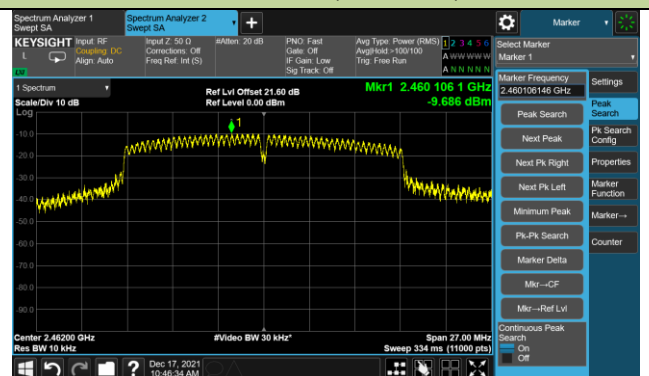 Spectrum Analyzer 1
Swept SA
Spectrum Analyzer 2
Swept SA
Marker
KEYSIGHT
L
Input: RF
Coupling: DC
Align: Auto
Input Z: 50 Ω
Corrections: Off
Freq Ref: Int (S)
#Atten: 20 dB
PNO: Fast
Gate: Off
IF Gain: Low
Sig Track: Off
Avg Type: Power (RMS)
Avg|Hold:>100/100
Trig: Free Run
1 2 3 4 5 6
A W W W W W
A N N N N N
Select Marker
Marker 1
1 Spectrum
Scale/Div 10 dB
Log
Ref Lvl Offset 21.60 dB
Ref Level 0.00 dBm
Mkr1 2.460 106 1 GHz
-9.686 dBm
1
-10.0
-20.0
-30.0
-40.0
-50.0
-60.0
-70.0
-80.0
-90.0
Center 2.46200 GHz
Res BW 10 kHz
#Video BW 30 kHz*
Span 27.00 MHz
Sweep 334 ms (11000 pts)
Marker Frequency
2.460106146 GHz
Peak Search
Next Peak
Next Pk Right
Next Pk Left
Minimum Peak
Pk-Pk Search
Marker Delta
Mkr→CF
Mkr→Ref Lvl
Continuous Peak
Search
On
Off
Settings
Peak
Search
Pk Search
Config
Properties
Marker
Function
Marker→
Counter
?
Dec 17, 2021
10:46:34 AM